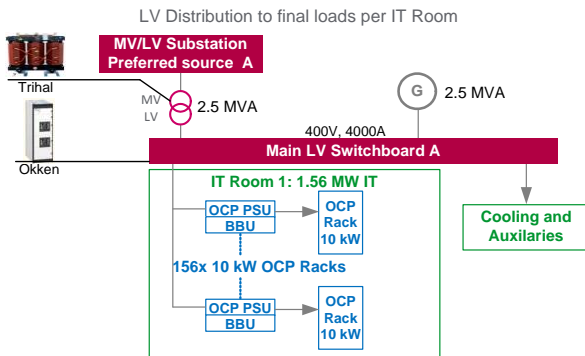 LV Distribution to final loads per IT Room
MV/LV Substation
Preferred source A
Trihal
MV
LV
2.5 MVA
G
2.5 MVA
400V, 4000A
Main LV Switchboard A
Okken
IT Room 1: 1.56 MW IT
OCP PSU
BBU
OCP
Rack
10 kW
Cooling and
Auxilaries
156x 10 kW OCP Racks
OCP PSU
BBU
OCP
Rack
10 kW